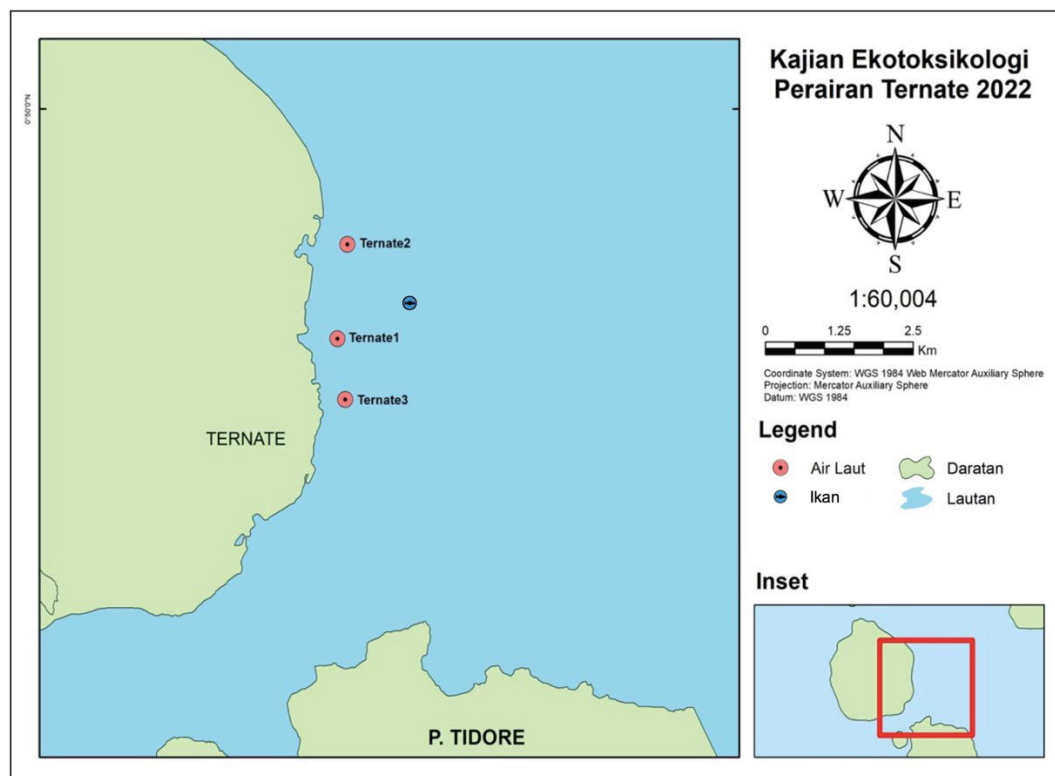 Kajian Ekotoksikologi
Perairan Ternate 2022
N
W E
S
1:60,004
0 1.25 2.5
Km
Coordinate System: WGS 1984 Web Mercator Auxiliary Sphere
Projection: Mercator Auxiliary Sphere
Datum: WGS 1984
Legend
Air Laut Daratan
Ikan Lautan
Inset
0°50'0"N
Ternate2
Ternate1
Ternate3
TERNATE
P. TIDORE